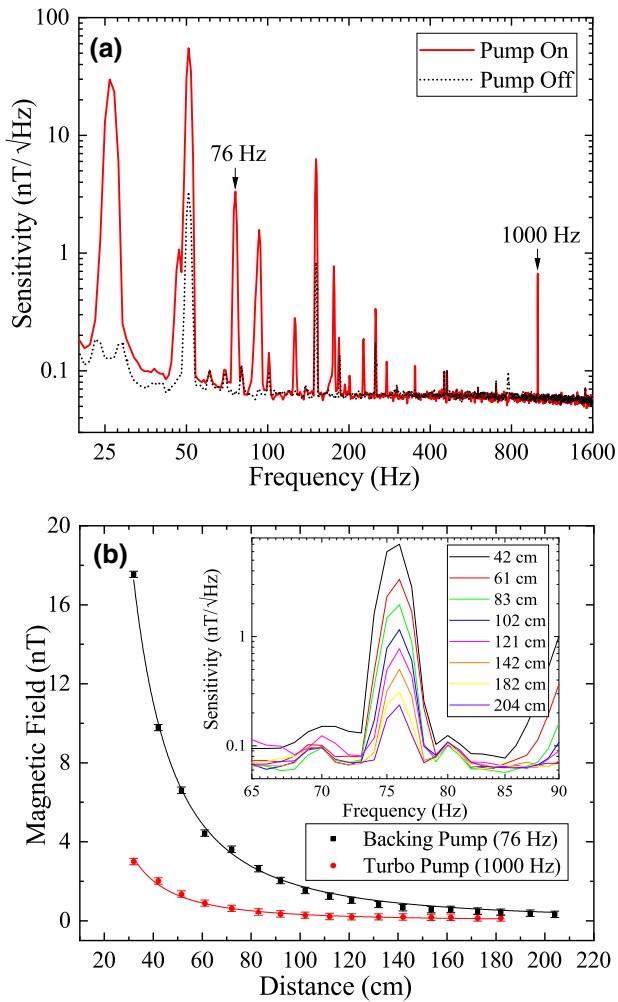 (a)
Pump On
Pump Off
76 Hz
1000 Hz
Sensitivity (nT/√Hz)
100
10
1
0.1
25 50 100 200 400 800 1600
Frequency (Hz)
(b)
Magnetic Field (nT)
20
18
16
12
8
4
0
Sensitivity (nT/√Hz)
1
0.1
65 70 75 80 85 90
Frequency (Hz)
42 cm
61 cm
83 cm
102 cm
121 cm
142 cm
182 cm
204 cm
Backing Pump (76 Hz)
Turbo Pump (1000 Hz)
20 40 60 80 100 120 140 160 180 200 220
Distance (cm)